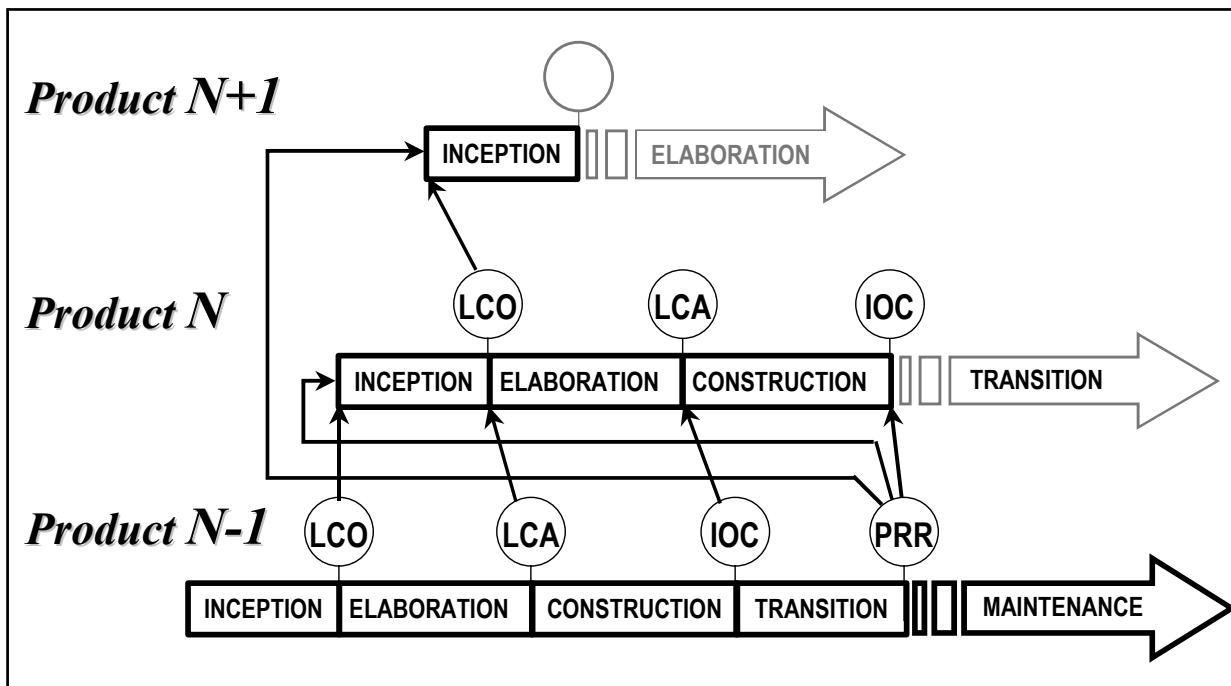 Product N+1
INCEPTION
ELABORATION
Product N
LCO
LCA
IOC
INCEPTION
ELABORATION
CONSTRUCTION
TRANSITION
Product N-1
LCO
LCA
IOC
PRR
INCEPTION
ELABORATION
CONSTRUCTION
TRANSITION
MAINTENANCE